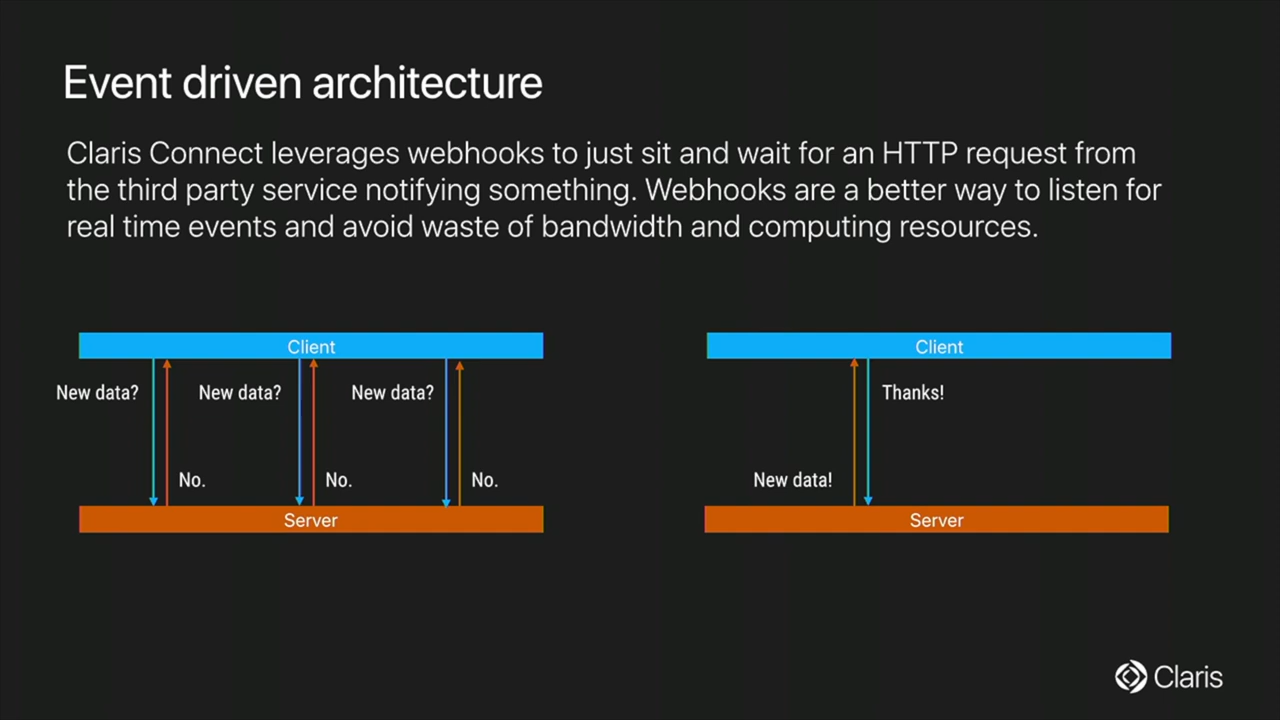 Event driven architecture
Claris Connect leverages webhooks to just sit and wait for an HTTP request from
the third party service notifying something. Webhooks are a better way to listen for
real time events and avoid waste of bandwidth and computing resources.
Client
New data?
New data?
New data?
No.
No.
No.
Server
Client
Thanks!
New data!
Server
Claris